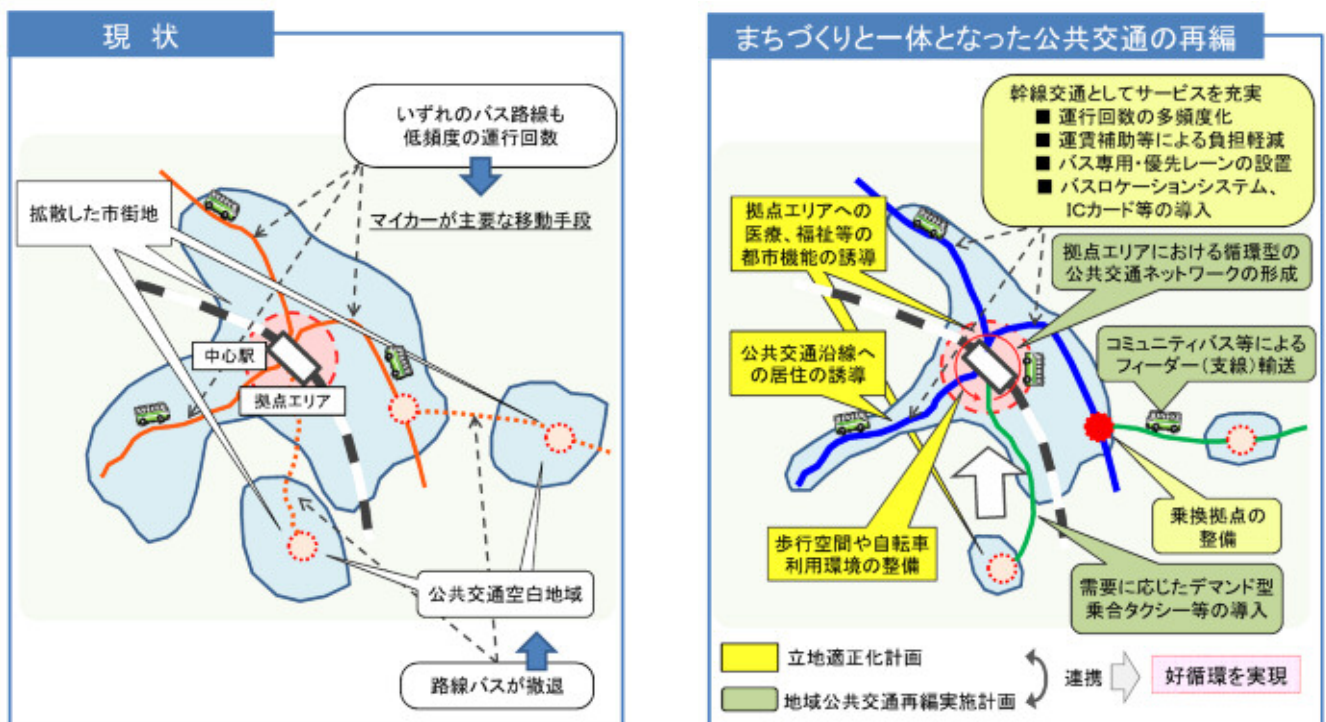 現 状
いずれのバス路線も
低頻度の運行回数
マイカーが主要な移動手段
拡散した市街地
中心駅
拠点エリア
公共交通空白地域
路線バスが撤退
まちづくりと一体となった公共交通の再編
幹線交通としてサービスを充実
■ 運行回数の多頻度化
■ 運賃補助等による負担軽減
■ バス専用・優先レーンの設置
■ バスロケーションシステム、
ICカード等の導入
拠点エリアへの
医療、福祉等の
都市機能の誘導
拠点エリアにおける循環型の
公共交通ネットワークの形成
公共交通沿線へ
の居住の誘導
コミュニティバス等による
フィーダー(支線)輸送
歩行空間や自転車
利用環境の整備
乗換拠点の
整備
需要に応じたデマンド型
乗合タクシー等の導入
立地適正化計画
地域公共交通再編実施計画
連携
好循環を実現